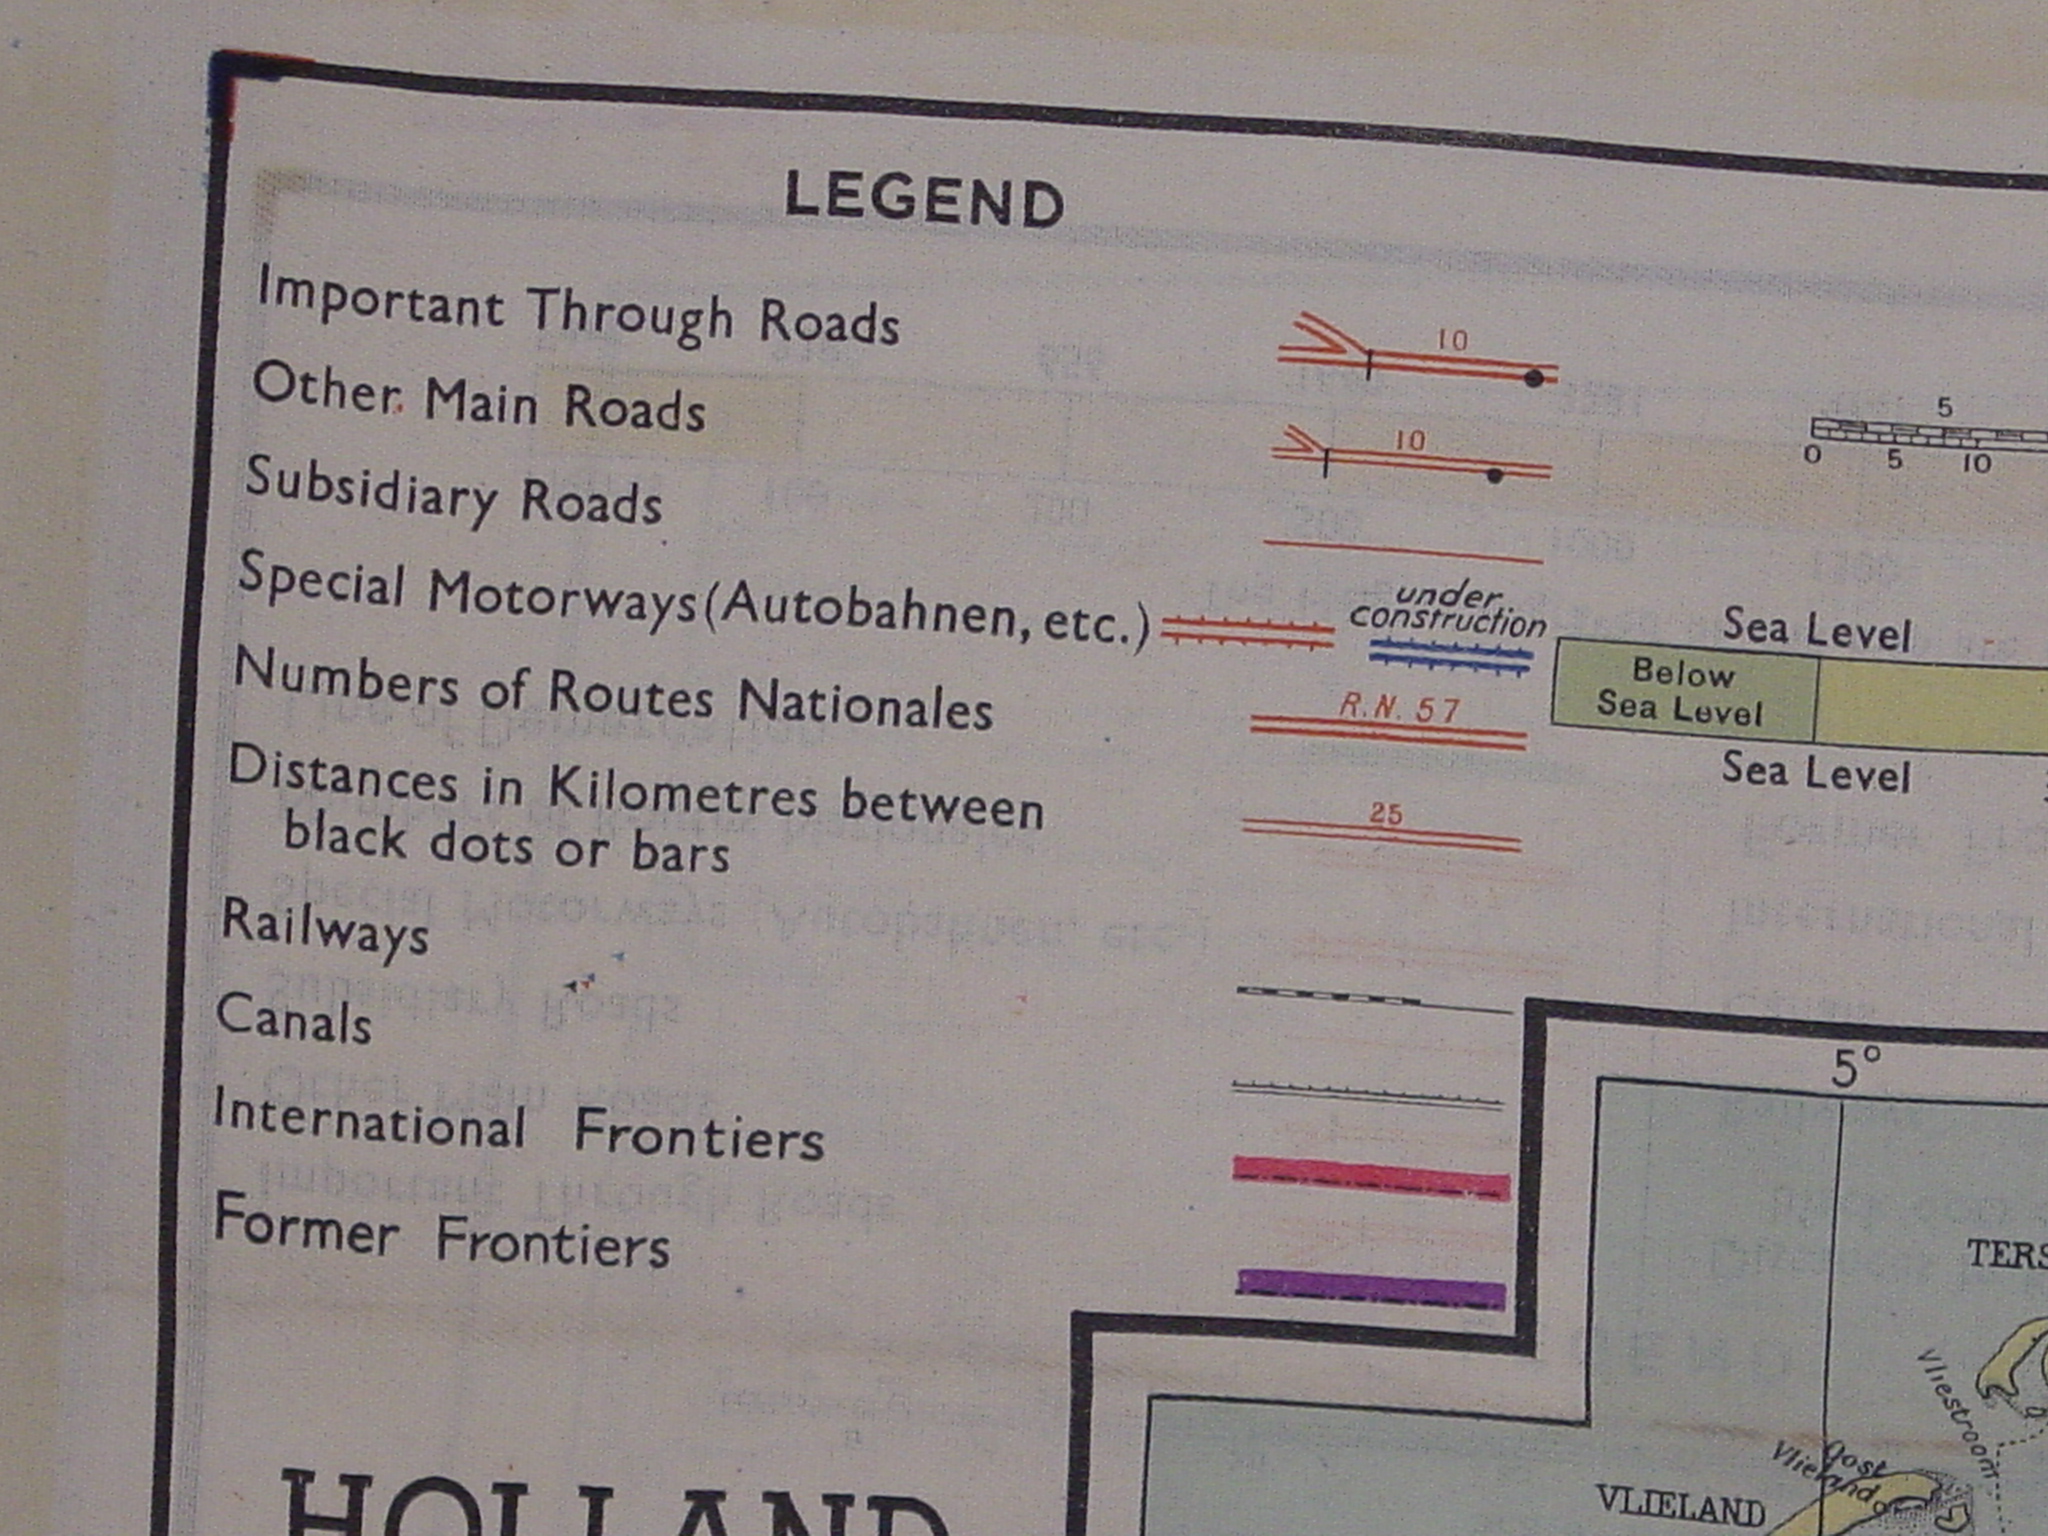 LEGEND
Important Through Roads
10
Other Main Roads
10
Subsidiary Roads
Special Motorways (Autobahnen, etc.)
under
construction
Numbers of Routes Nationales
R.N. 57
Distances in Kilometres between
black dots or bars
25
Railways
Canals
International Frontiers
Former Frontiers
HOLLAND
5
0 5 10
Sea Level
Below
Sea Level
Sea Level
5°
TERS
Vliestroom
Oost
Vlieland
VLIELAND